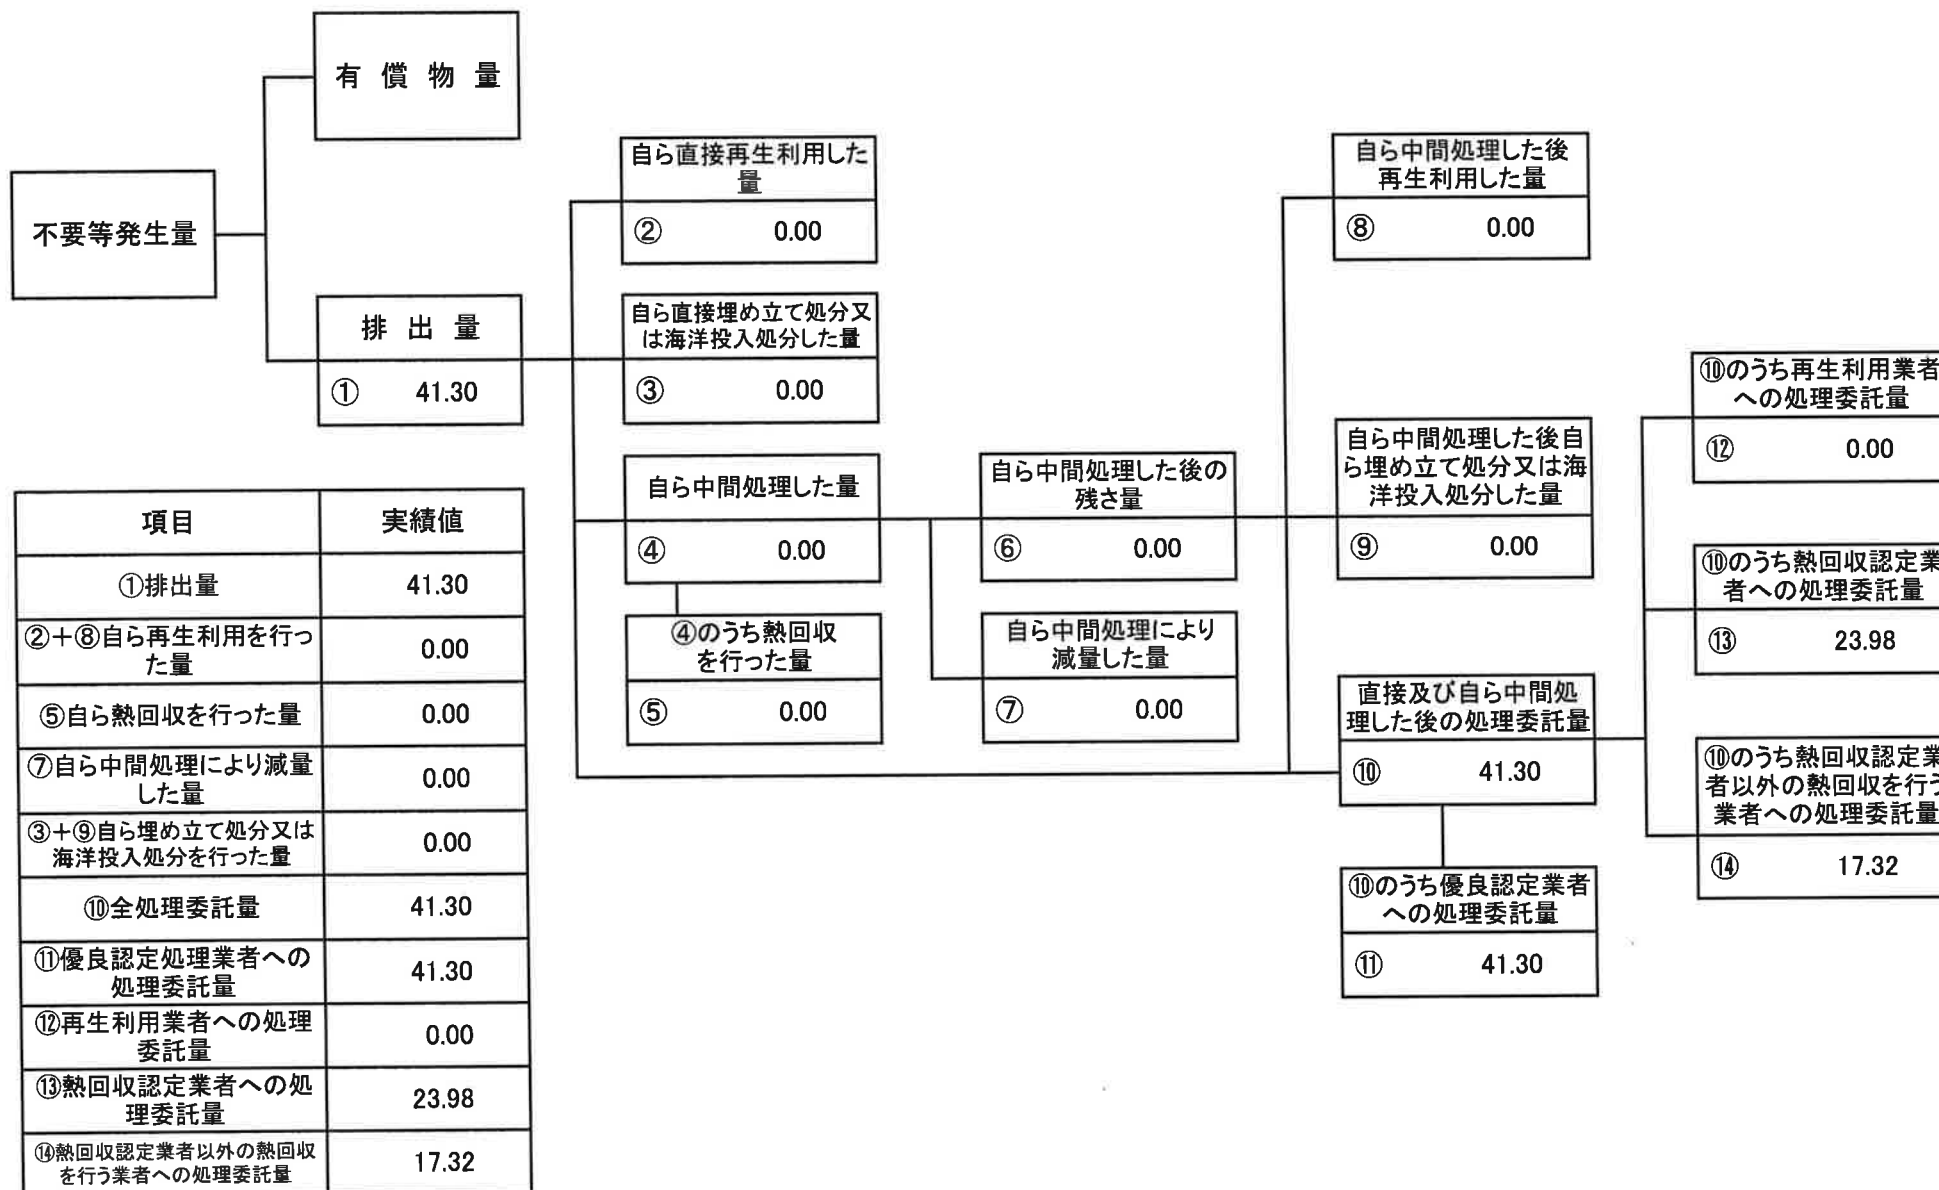 有償物量
不要等発生量
排出量
① 41.30
自ら直接再生利用した
量
② 0.00
自ら直接埋め立て処分又
は海洋投入処分した量
③ 0.00
自ら中間処理した量
④ 0.00
④のうち熱回収
を行った量
⑤ 0.00
自ら中間処理した後の
残さ量
⑥ 0.00
自ら中間処理により
減量した量
⑦ 0.00
自ら中間処理した後
再生利用した量
⑧ 0.00
自ら中間処理した後自
ら埋め立て処分又は海
洋投入処分した量
⑨ 0.00
直接及び自ら中間処
理した後の処理委託量
⑩ 41.30
⑩のうち優良認定業者
への処理委託量
⑪ 41.30
⑩のうち再生利用業者
への処理委託量
⑫ 0.00
⑩のうち熱回収認定業
者への処理委託量
⑬ 23.98
⑩のうち熱回収認定業
者以外の熱回収を行う
業者への処理委託量
⑭ 17.32
項目 実績値
①排出量 41.30
②+⑧自ら再生利用を行っ
た量 0.00
⑤自ら熱回収を行った量 0.00
⑦自ら中間処理により減量
した量 0.00
③+⑨自ら埋め立て処分又は
海洋投入処分を行った量 0.00
⑩全処理委託量 41.30
⑪優良認定処理業者への
処理委託量 41.30
⑫再生利用業者への処理
委託量 0.00
⑬熱回収認定業者への処
理委託量 23.98
⑭熱回収認定業者以外の熱回収
を行う業者への処理委託量 17.32